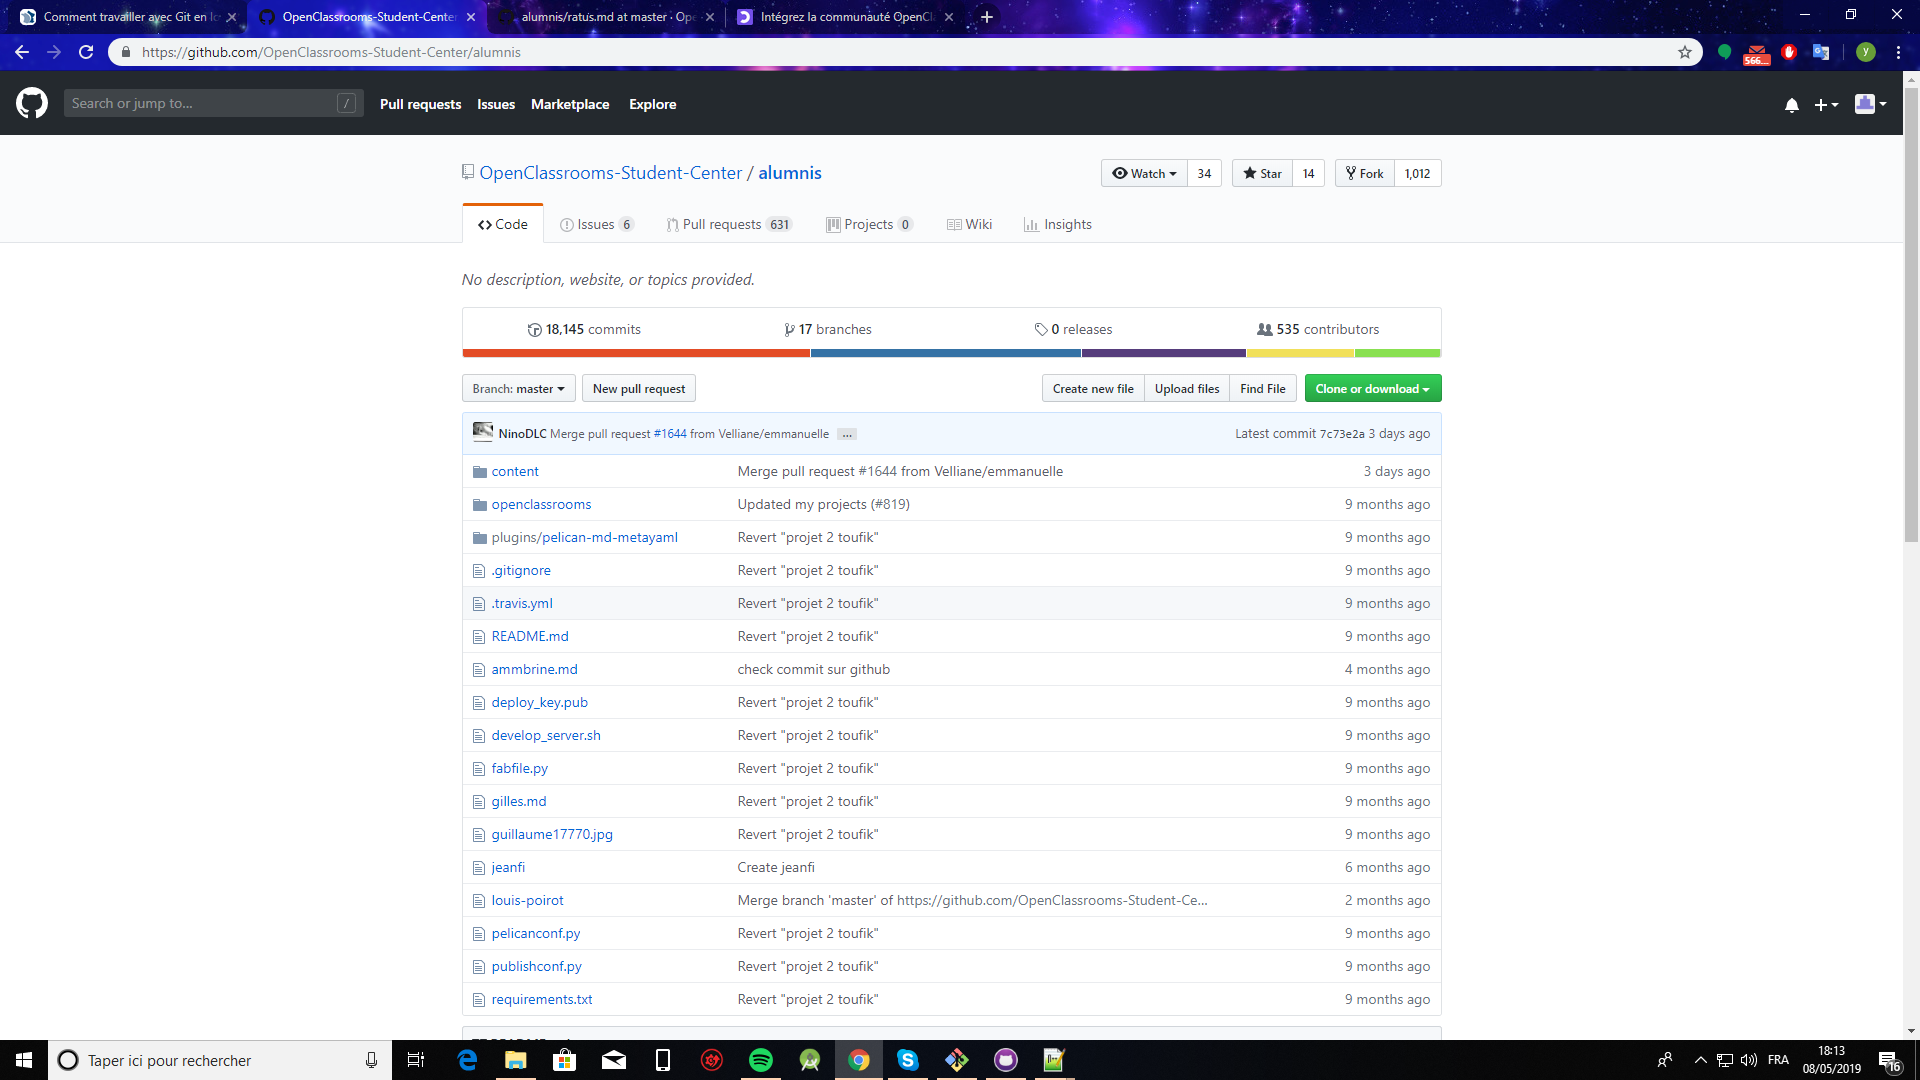 Comment travailler avec Git en lo
OpenClassrooms-Student-Center
alumnis/ratus.md at master · Ope
Intégrez la communauté OpenCla
https://github.com/OpenClassrooms-Student-Center/alumnis
566...
y
Search or jump to...
/
Pull requests
Issues
Marketplace
Explore
OpenClassrooms-Student-Center / alumnis
Watch 34
Star 14
Fork 1,012
Code
Issues 6
Pull requests 631
Projects 0
Wiki
Insights
No description, website, or topics provided.
18,145 commits
17 branches
0 releases
535 contributors
Branch: master
New pull request
Create new file
Upload files
Find File
Clone or download
NinoDLC Merge pull request #1644 from Velliane/emmanuelle ...
Latest commit 7c73e2a 3 days ago
content Merge pull request #1644 from Velliane/emmanuelle 3 days ago
openclassrooms Updated my projects (#819) 9 months ago
plugins/pelican-md-metayaml Revert "projet 2 toufik" 9 months ago
.gitignore Revert "projet 2 toufik" 9 months ago
.travis.yml Revert "projet 2 toufik" 9 months ago
README.md Revert "projet 2 toufik" 9 months ago
ammbrine.md check commit sur github 4 months ago
deploy_key.pub Revert "projet 2 toufik" 9 months ago
develop_server.sh Revert "projet 2 toufik" 9 months ago
fabfile.py Revert "projet 2 toufik" 9 months ago
gilles.md Revert "projet 2 toufik" 9 months ago
guillaume17770.jpg Revert "projet 2 toufik" 9 months ago
jeanfi Create jeanfi 6 months ago
louis-poirot Merge branch 'master' of https://github.com/OpenClassrooms-Student-Ce... 2 months ago
pelicanconf.py Revert "projet 2 toufik" 9 months ago
publishconf.py Revert "projet 2 toufik" 9 months ago
requirements.txt Revert "projet 2 toufik" 9 months ago
Taper ici pour rechercher
FRA
18:13
08/05/2019
16